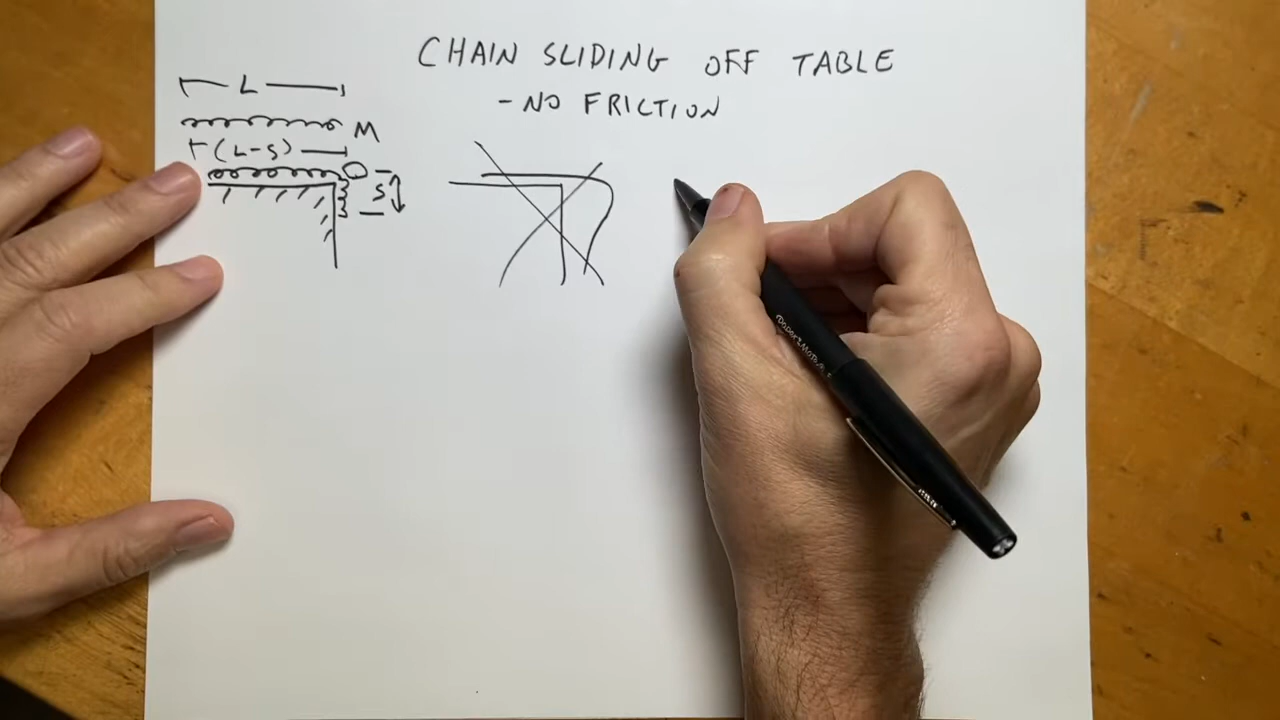 CHAIN SLIDING OFF TABLE
- NO FRICTION
L
M
(L-S)
S